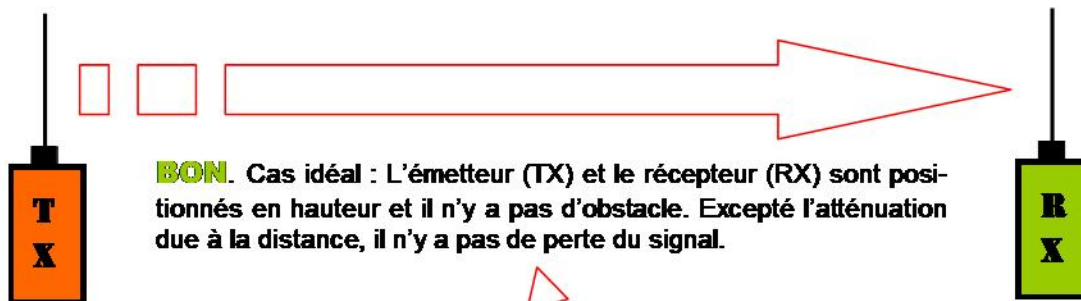 BON. Cas idéal : L'émetteur (TX) et le récepteur (RX) sont posi-
tionnés en hauteur et il n'y a pas d'obstacle. Excepté l'atténuation
due à la distance, il n'y a pas de perte du signal.
T
X
R
X